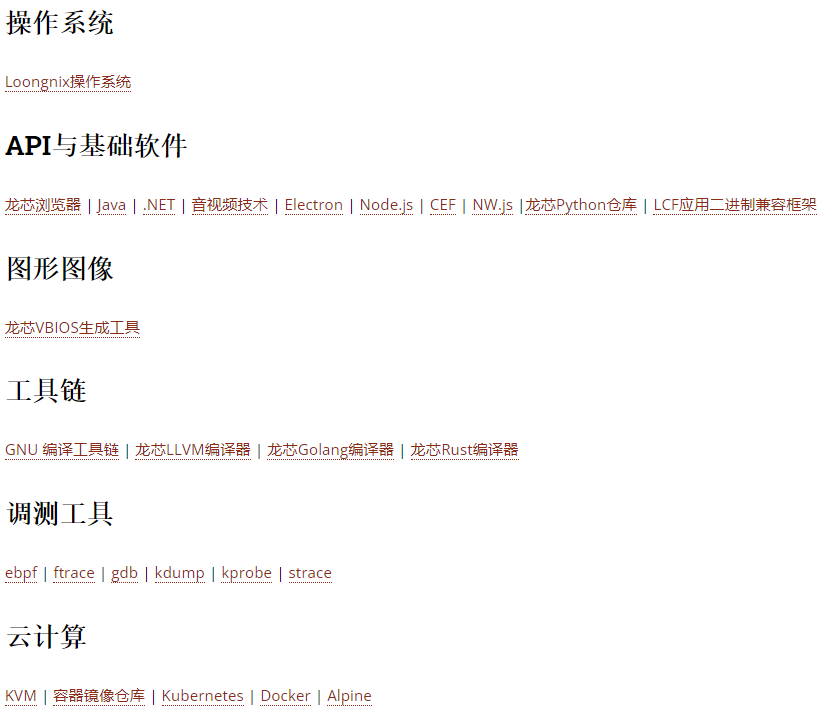 操作系统
Loongnix操作系统
API与基础软件
龙芯浏览器 | Java | .NET | 音视频技术 | Electron | Node.js | CEF | NW.js |龙芯Python仓库 | LCF应用二进制兼容框架
图形图像
龙芯VBIOS生成工具
工具链
GNU 编译工具链 | 龙芯LLVM编译器 | 龙芯Golang编译器 | 龙芯Rust编译器
调测工具
ebpf | ftrace | gdb | kdump | kprobe | strace
云计算
KVM | 容器镜像仓库 | Kubernetes | Docker | Alpine